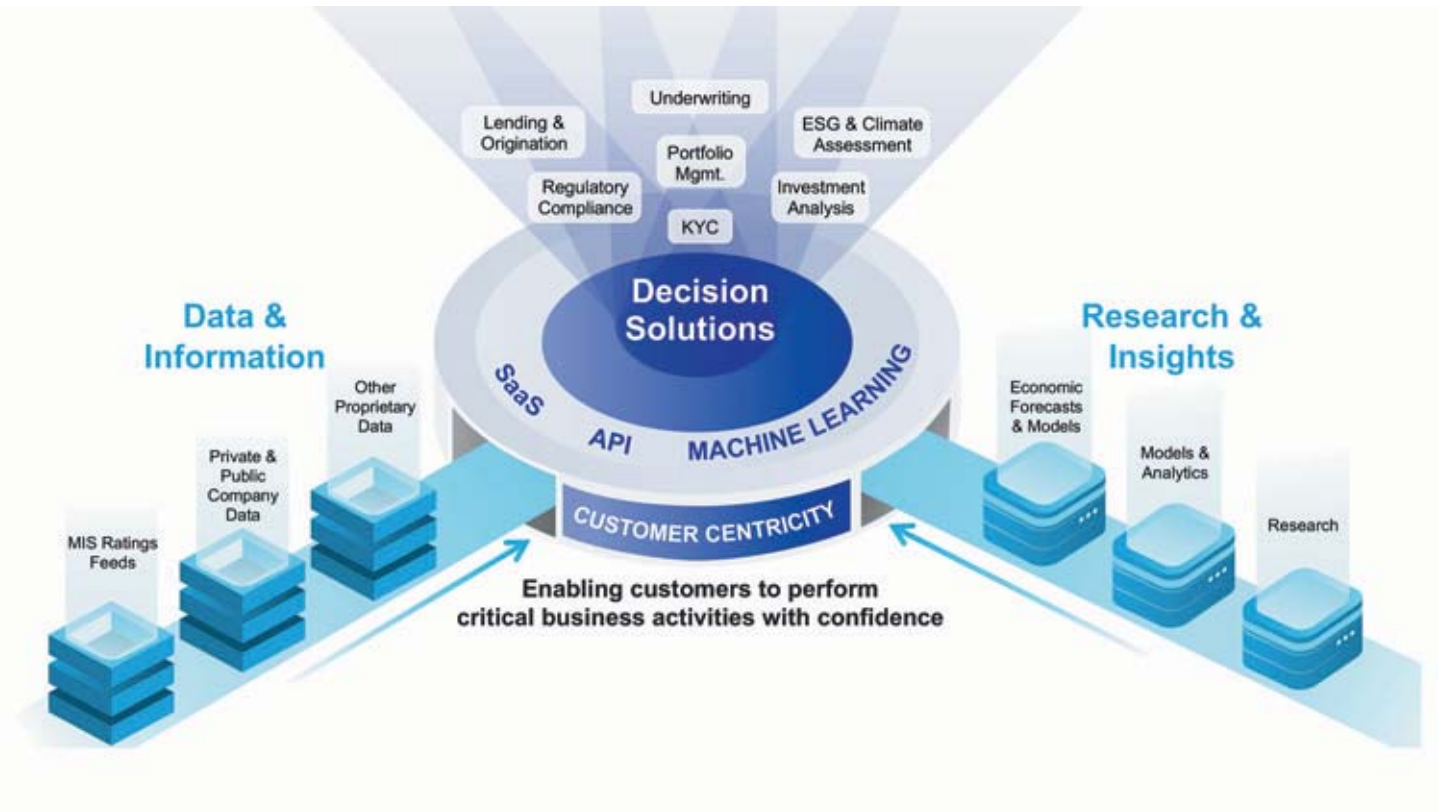 Underwriting
Lending &
Origination
ESG & Climate
Assessment
Portfolio
Mgmt.
Regulatory
Compliance
Investment
Analysis
KYC
Decision
Solutions
SaaS
API
MACHINE LEARNING
CUSTOMER CENTRICITY
Enabling customers to perform
critical business activities with confidence
Data &
Information
Other
Proprietary
Data
Private &
Public
Company
Data
MIS Ratings
Feeds
Research &
Insights
Economic
Forecasts
& Models
Models &
Analytics
Research